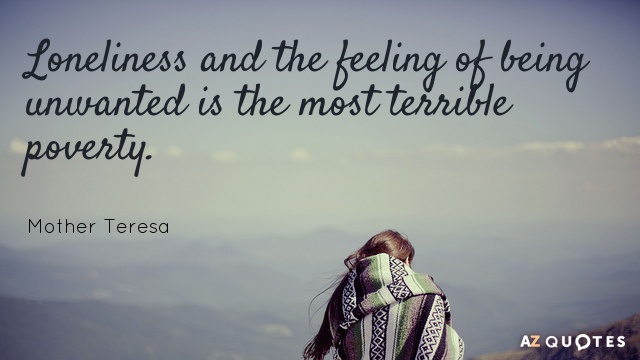 Loneliness and the feeling of being
unwanted is the most terrible
poverty.
Mother Teresa
AZ QUOTES